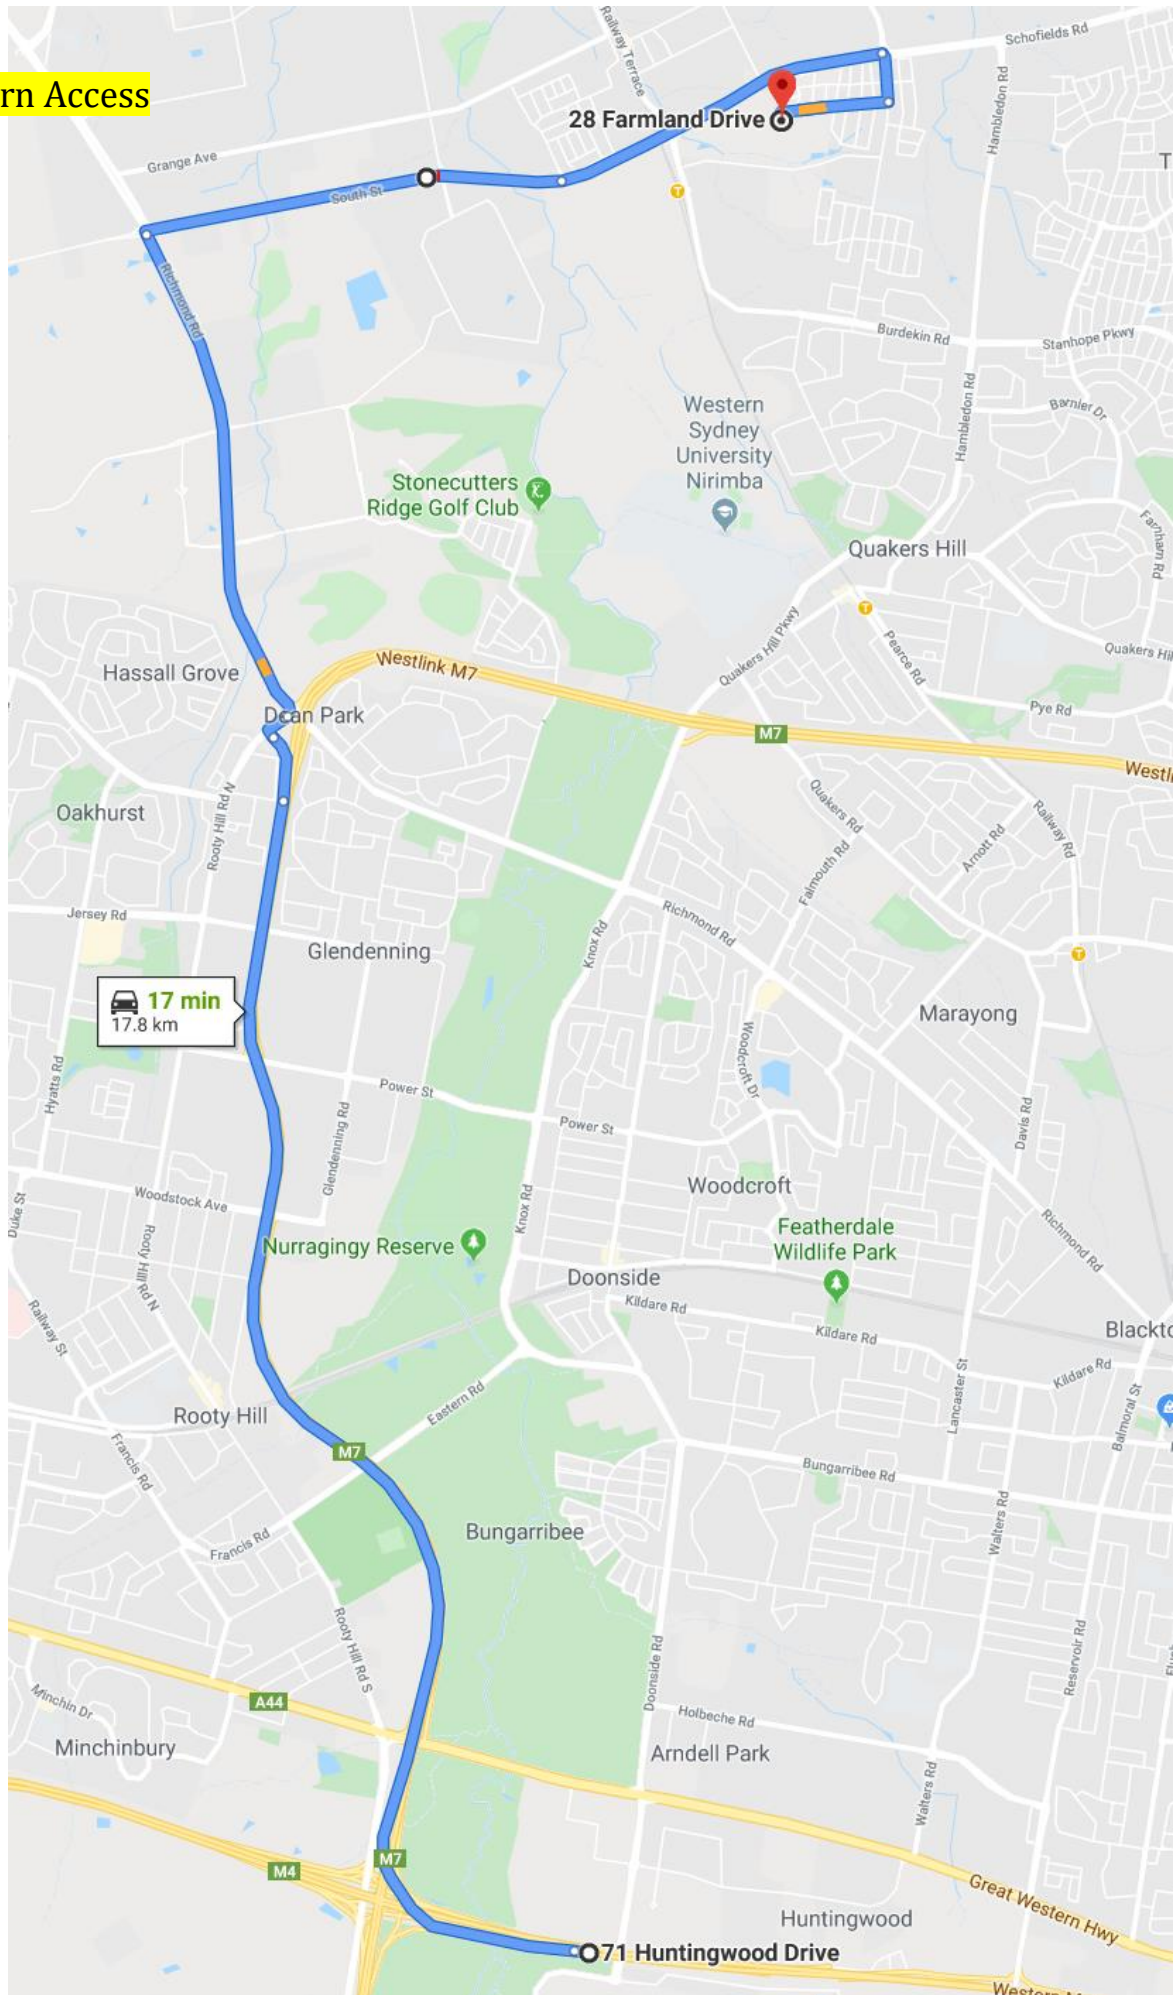 Schofields Rd
Railway Terrace
rn Access
28 Farmland Drive
Hambledon Rd
Grange Ave
T
South St
T
Richmond Rd
Burdekin Rd
Stanhope Pkwy
Hambledon Rd
Barnier Dr
Western
Sydney
University
Nirimba
Stonecutters
Ridge Golf Club
Farnham Rd
Quakers Hill
T
Quakers Hill Pkwy
Pearce Rd
Quakers Hil
Westlink M7
Hassall Grove
Pye Rd
Dean Park
M7
Westli
Rooty Hill Rd N
Quakers Rd
Oakhurst
Railway Rd
Arnott Rd
Falmouth Rd
Jersey Rd
Richmond Rd
Knox Rd
Glendenning
T
17 min
17.8 km
Marayong
Woodcroft Dr
Hyatts Rd
Power St
Power St
Davis Rd
Glendenning Rd
Woodcroft
Woodstock Ave
Duke St
Knox Rd
Richmond Rd
Rooty Hill Rd N
Nurragingy Reserve
Featherdale
Wildlife Park
Doonside
Kildare Rd
Railway St
Kildare Rd
Blackto
Kildare Rd
Lancaster St
Balmoral St
Eastern Rd
Rooty Hill
Francis Rd
M7
Bungarribee Rd
Walters Rd
Bungarribee
Francis Rd
Rooty Hill Rd S
Doonside Rd
Reservoir Rd
Minchin Dr
A44
Holbeche Rd
Minchinbury
Arndell Park
Walters Rd
M7
M4
Great Western Hwy
Huntingwood
71 Huntingwood Drive
Western M